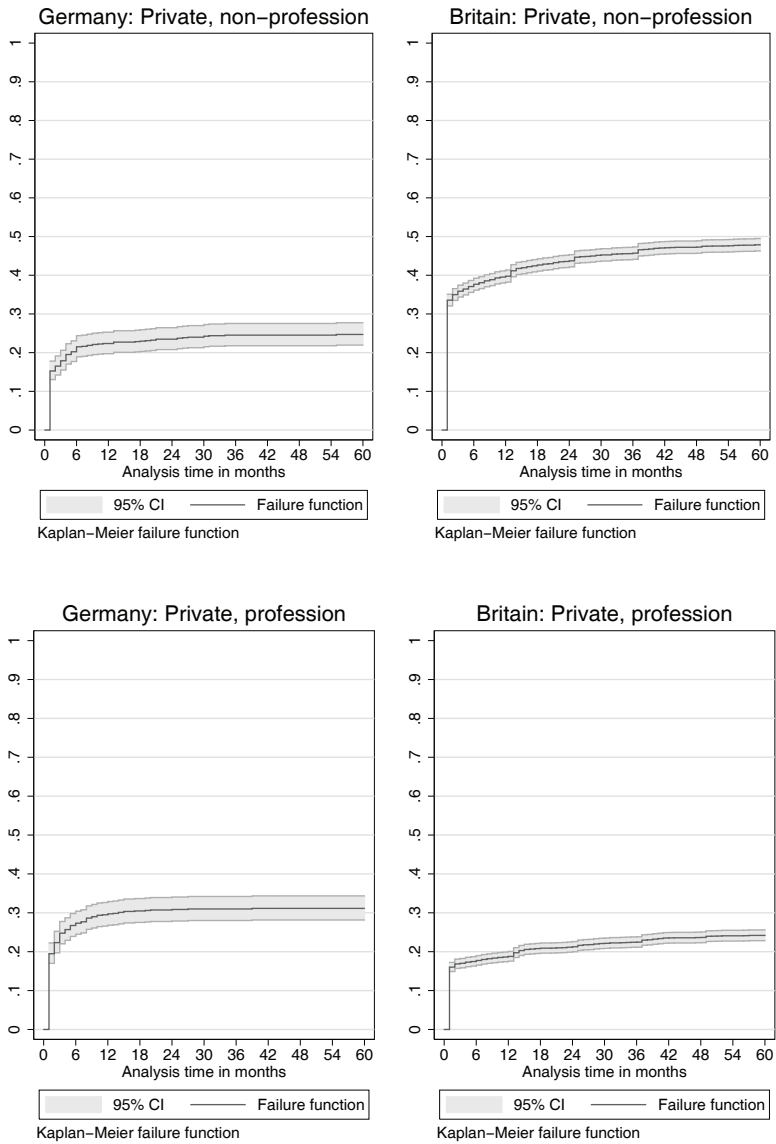 Germany: Private, non−profession
1
.9
.8
.7
.6
.5
.4
.3
.2
.1
0
0 6 12 18 24 30 36 42 48 54 60
Analysis time in months
95% CI Failure function
Kaplan−Meier failure function
Britain: Private, non−profession
1
.9
.8
.7
.6
.5
.4
.3
.2
.1
0
0 6 12 18 24 30 36 42 48 54 60
Analysis time in months
95% CI Failure function
Kaplan−Meier failure function
Germany: Private, profession
1
.9
.8
.7
.6
.5
.4
.3
.2
.1
0
0 6 12 18 24 30 36 42 48 54 60
Analysis time in months
95% CI Failure function
Kaplan−Meier failure function
Britain: Private, profession
1
.9
.8
.7
.6
.5
.4
.3
.2
.1
0
0 6 12 18 24 30 36 42 48 54 60
Analysis time in months
95% CI Failure function
Kaplan−Meier failure function